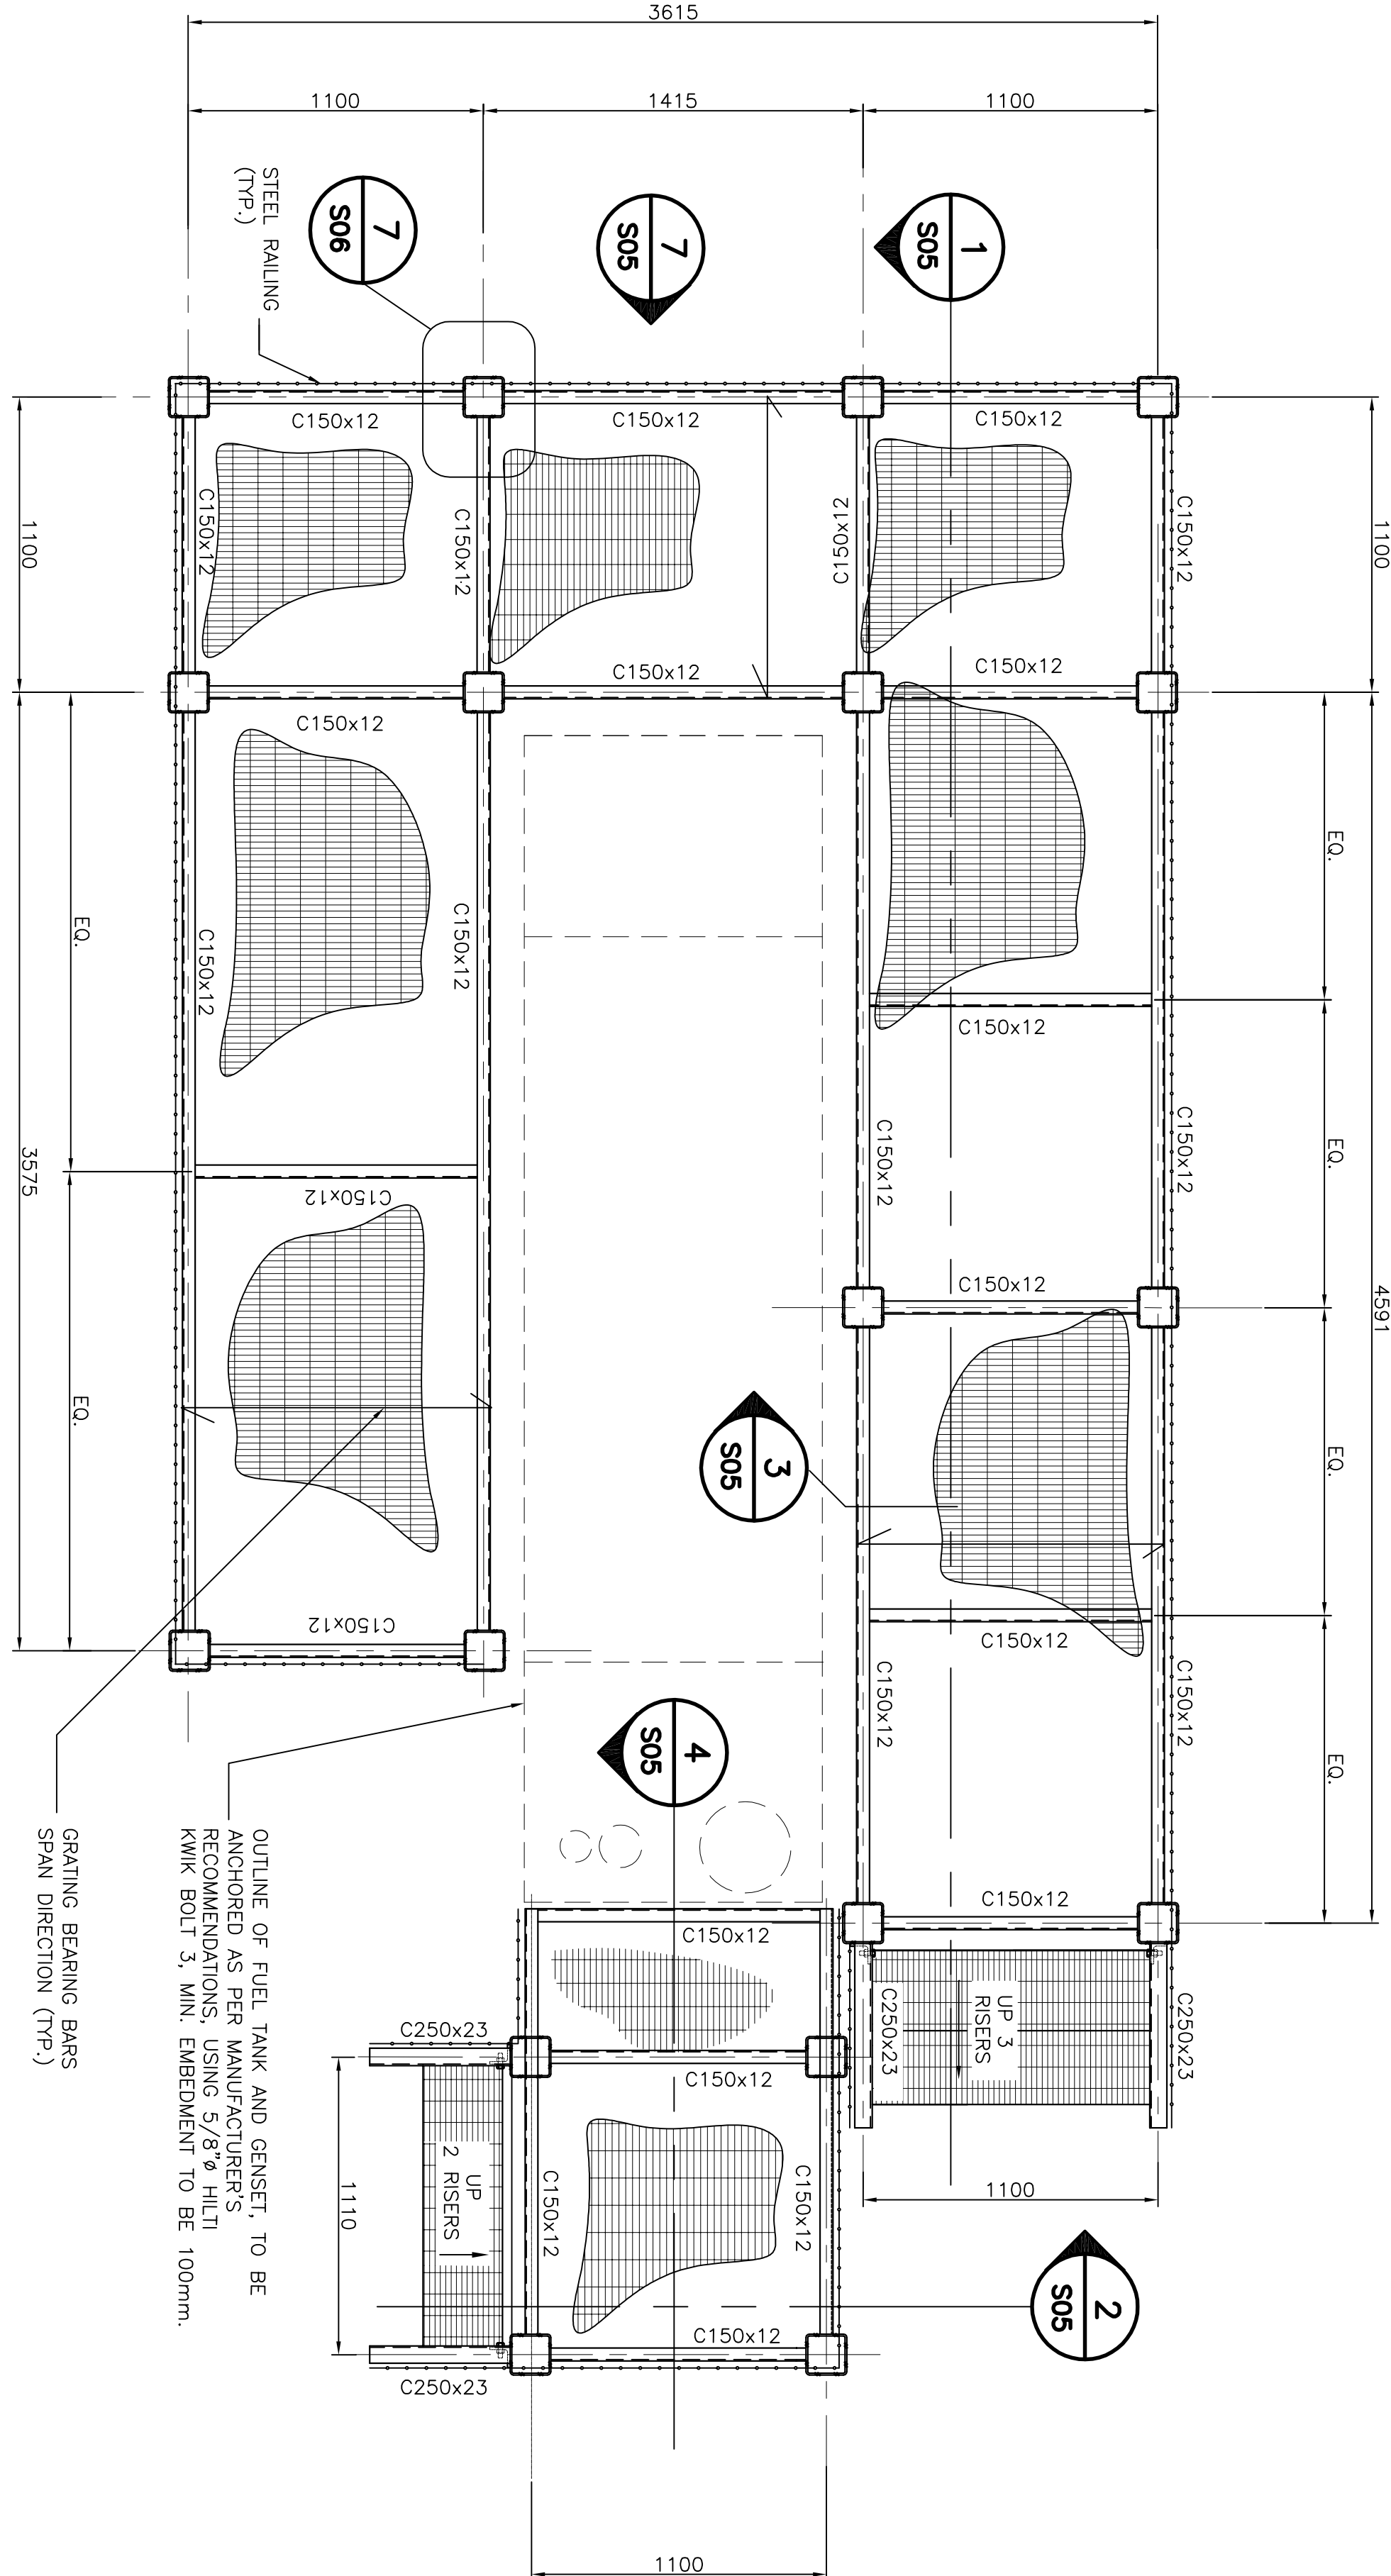 3615
1100
1415
1100
STEEL RAILING
(TYP.)
7
S06
7
S05
1
S05
C150x12
C150x12
C150x12
C150x12
C150x12
C150x12
C150x12
1100
1100
C150x12
C150x12
C150x12
EQ.
EQ.
3575
4591
C150x12
C150x12
C150x12
C150x12
C150x12
C150x12
EQ.
EQ.
EQ.
EQ.
C150x12
3
S05
C150x12
C150x12
C150x12
C150x12
C150x12
4
S05
GRATING BEARING BARS
SPAN DIRECTION (TYP.)
OUTLINE OF FUEL TANK AND GENSET, TO BE
ANCHORED AS PER MANUFACTURER'S
RECOMMENDATIONS, USING 5/8"Ø HILTI
KWIK BOLT 3, MIN. EMBEDMENT TO BE 100mm.
C150x12
C250x23
C250x23
UP 3
RISERS
C250x23
C150x12
1100
UP
2 RISERS
1110
C150x12
C150x12
2
S05
C150x12
C250x23
1100